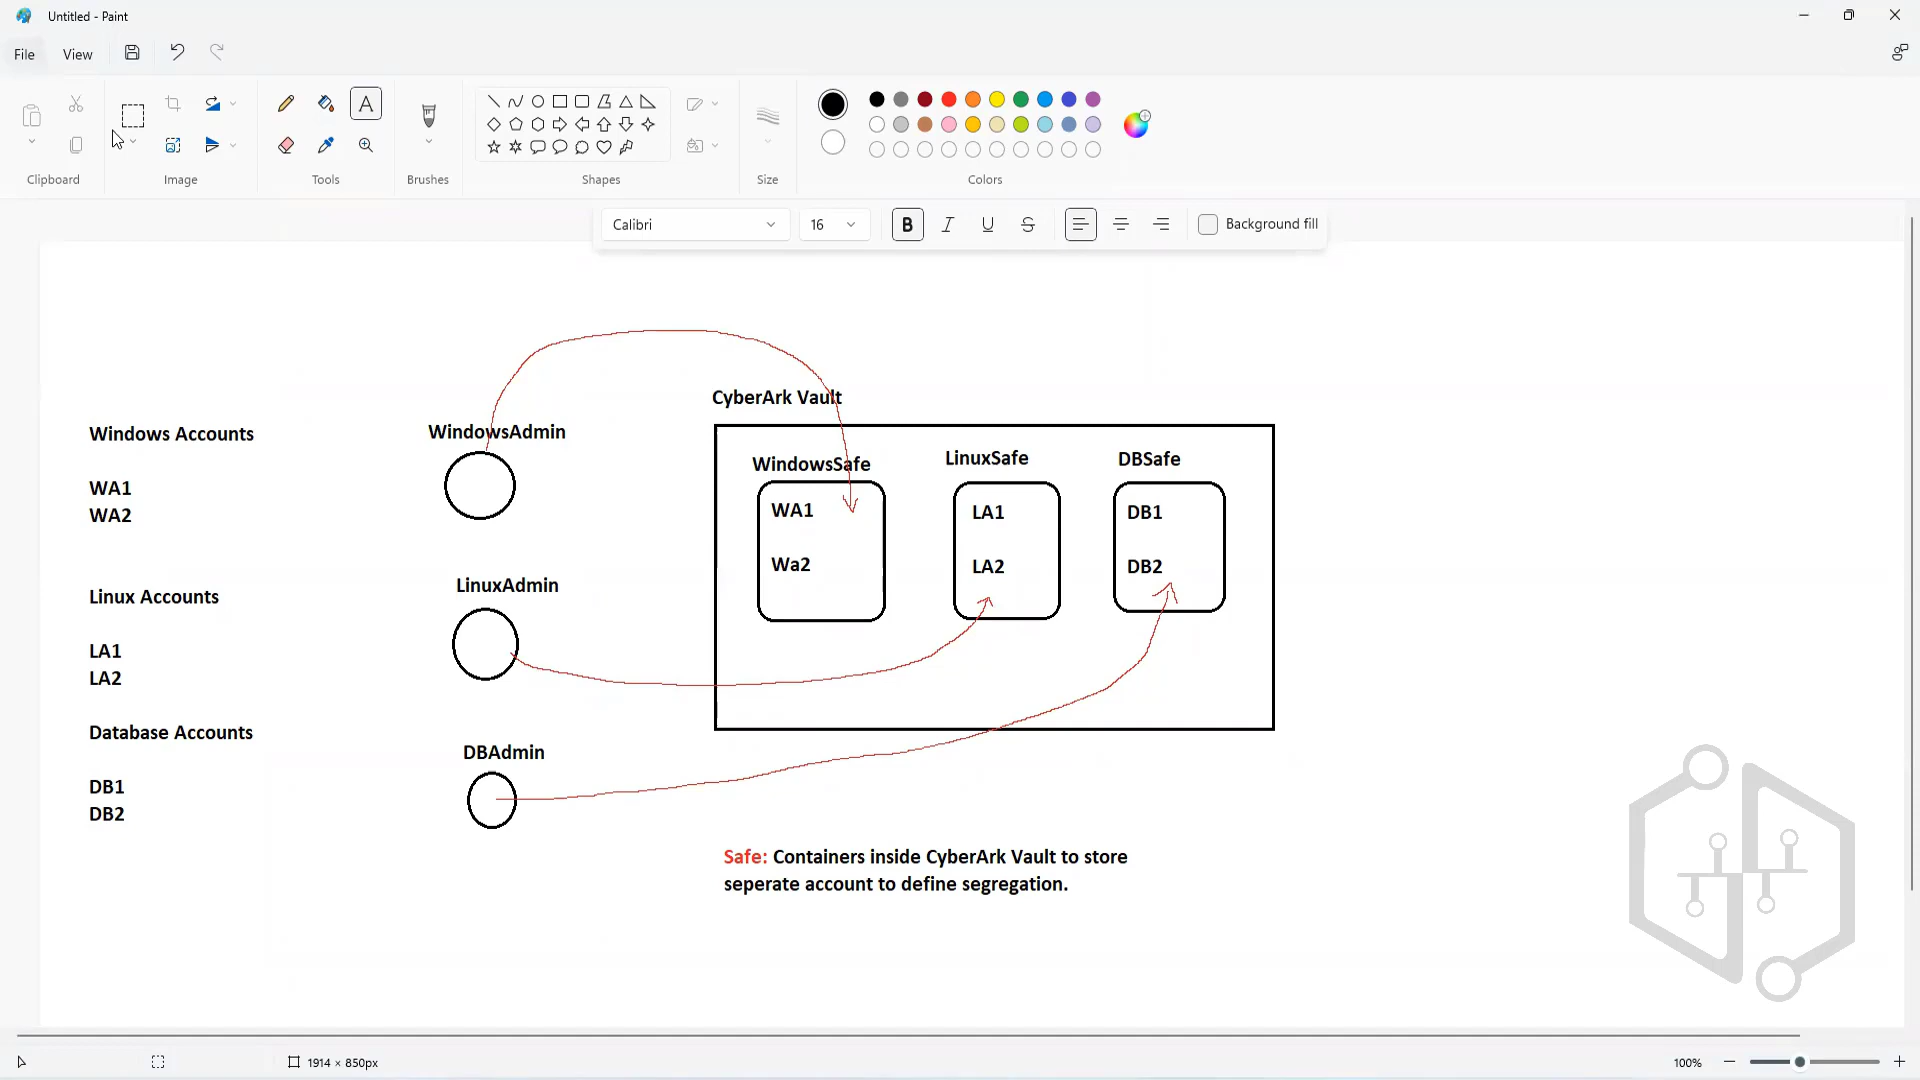 Untitled - Paint
File
View
Clipboard
Image
Tools
Brushes
Shapes
Size
Colors
Calibri
16
B
I
U
S
Background fill
CyberArk Vault
Windows Accounts
WA1
WA2
WindowsAdmin
WindowsSafe
WA1
Wa2
LinuxSafe
LA1
LA2
DBSafe
DB1
DB2
Linux Accounts
LA1
LA2
LinuxAdmin
Database Accounts
DB1
DB2
DBAdmin
Safe: Containers inside CyberArk Vault to store
seperate account to define segregation.
1914 × 850px
100%